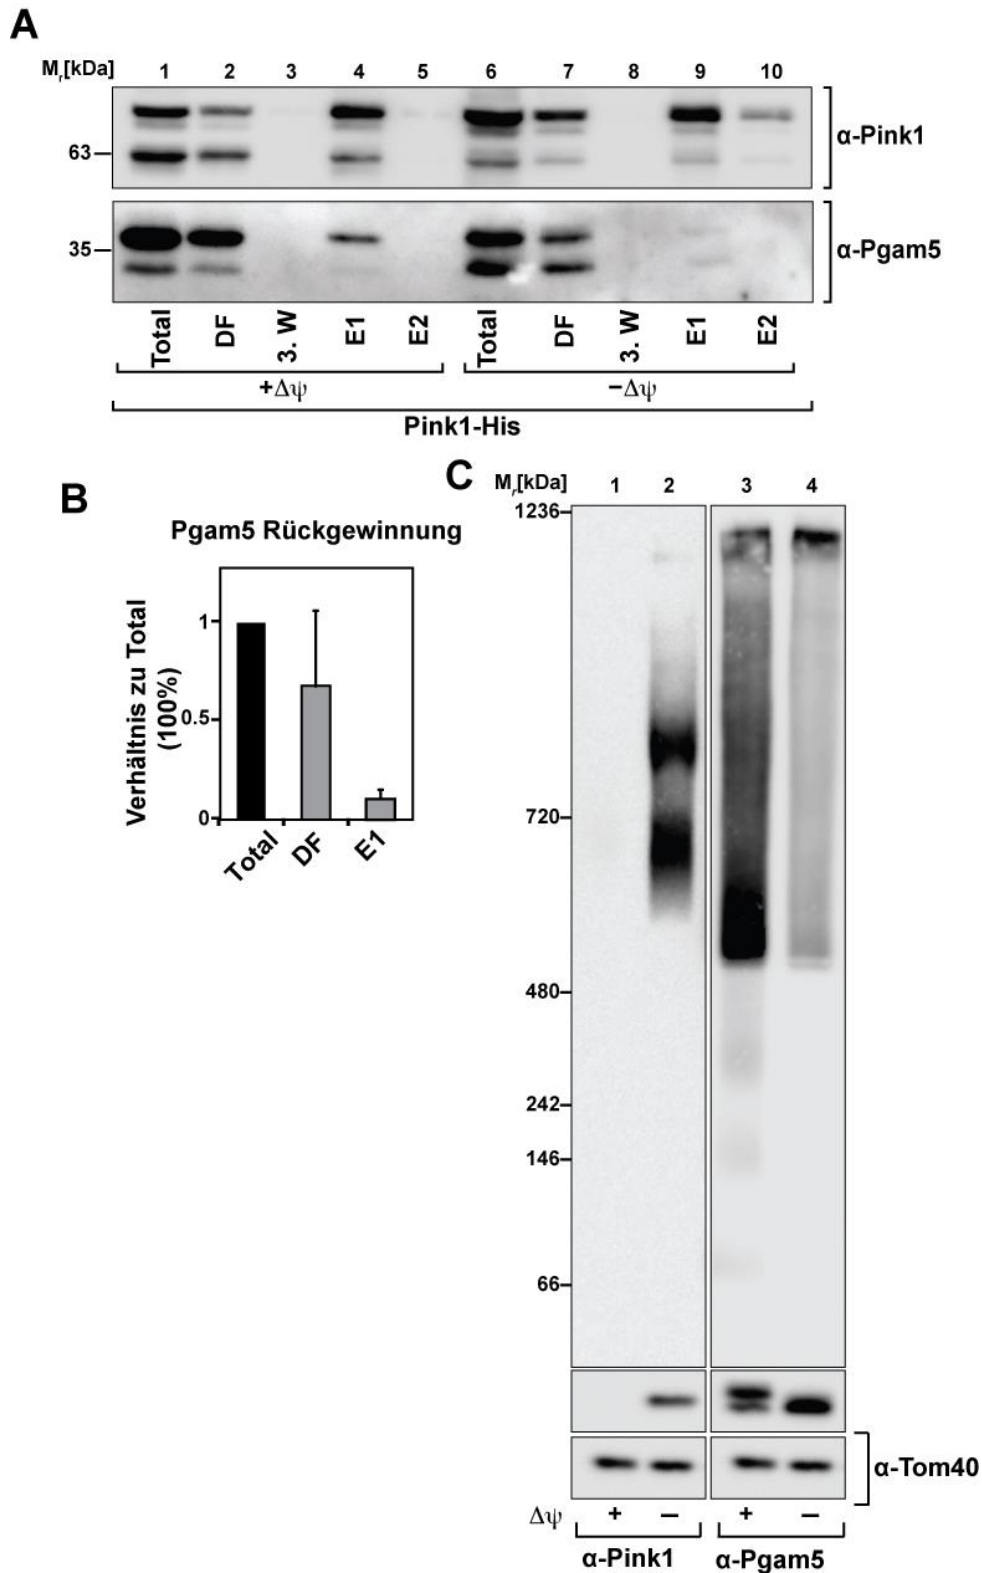 A
Mr[kDa] 1 2 3 4 5 6 7 8 9 10
63
α-Pink1
35
α-Pgam5
Total DF 3. W E1 E2 Total DF 3. W E1 E2
+Δψ −Δψ
Pink1-His
B
Pgam5 Rückgewinnung
Verhältnis zu Total
(100%)
1
0.5
0
Total DF E1
C
Mr[kDa] 1 2 3 4
1236
720
480
242
146
66
α-Tom40
Δψ + − + −
α-Pink1 α-Pgam5